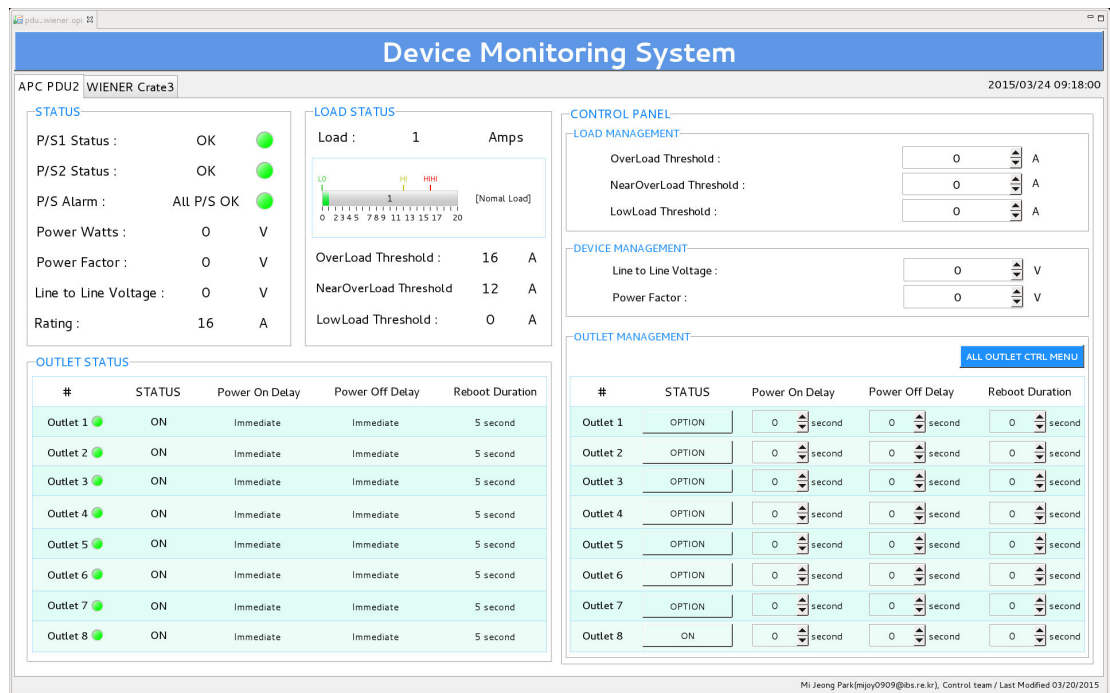 pdu_wiener.opi
Device Monitoring System
APC PDU2 WIENER Crate3 2015/03/24 09:18:00
STATUS
P/S1 Status : OK
P/S2 Status : OK
P/S Alarm : All P/S OK
Power Watts : 0 V
Power Factor : 0 V
Line to Line Voltage : 0 V
Rating : 16 A
LOAD STATUS
Load : 1 Amps
LO HI HIHI
1 [Nomal Load]
0 2 3 4 5 7 8 9 11 13 15 17 20
OverLoad Threshold : 16 A
NearOverLoad Threshold 12 A
LowLoad Threshold : 0 A
OUTLET STATUS
# STATUS Power On Delay Power Off Delay Reboot Duration
Outlet 1 ON Immediate Immediate 5 second
Outlet 2 ON Immediate Immediate 5 second
Outlet 3 ON Immediate Immediate 5 second
Outlet 4 ON Immediate Immediate 5 second
Outlet 5 ON Immediate Immediate 5 second
Outlet 6 ON Immediate Immediate 5 second
Outlet 7 ON Immediate Immediate 5 second
Outlet 8 ON Immediate Immediate 5 second
CONTROL PANEL
LOAD MANAGEMENT
OverLoad Threshold : 0 A
NearOverLoad Threshold : 0 A
LowLoad Threshold : 0 A
DEVICE MANAGEMENT
Line to Line Voltage : 0 V
Power Factor : 0 V
OUTLET MANAGEMENT
ALL OUTLET CTRL MENU
# STATUS Power On Delay Power Off Delay Reboot Duration
Outlet 1 OPTION 0 second 0 second 0 second
Outlet 2 OPTION 0 second 0 second 0 second
Outlet 3 OPTION 0 second 0 second 0 second
Outlet 4 OPTION 0 second 0 second 0 second
Outlet 5 OPTION 0 second 0 second 0 second
Outlet 6 OPTION 0 second 0 second 0 second
Outlet 7 OPTION 0 second 0 second 0 second
Outlet 8 ON 0 second 0 second 0 second
Mi Jeong Park(mijoy0909@ibs.re.kr), Control team / Last Modified 03/20/2015